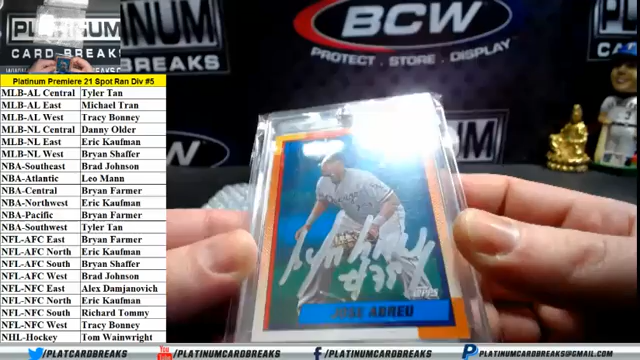 PLATINUM
CARD BREAKS
BCW
PROTECT . STORE . DISPLAY
Platinum Premiere 21 Spot Ran Div #5
MLB-AL Central Tyler Tan
MLB-AL East Michael Tran
MLB-AL West Tracy Bonney
MLB-NL Central Danny Older
MLB-NL East Eric Kaufman
MLB-NL West Bryan Shaffer
NBA-Southeast Brad Johnson
NBA-Atlantic Leo Mann
NBA-Central Bryan Farmer
NBA-Northwest Eric Kaufman
NBA-Pacific Bryan Farmer
NBA-Southwest Tyler Tan
NFL-AFC East Bryan Farmer
NFL-AFC North Eric Kaufman
NFL-AFC South Bryan Shaffer
NFL-AFC West Brad Johnson
NFL-NFC East Alex Damjanovich
NFL-NFC North Eric Kaufman
NFL-NFC South Richard Tommy
NFL-NFC West Tracy Bonney
NHL-Hockey Tom Wainwright
TOPPS
JOSE ABREU
/PLATCARDBREAKS
/PLATINUMCARDBREAKS
/PLATINUMCARDBREAKS
PLATINUMCARDBREAKS@GMAIL.COM